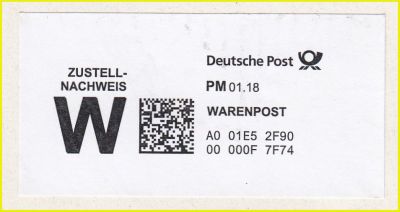 ZUSTELL-
NACHWEIS
W
Deutsche Post
PM 01.18
WARENPOST
A0 01E5 2F90
00 000F 7F74